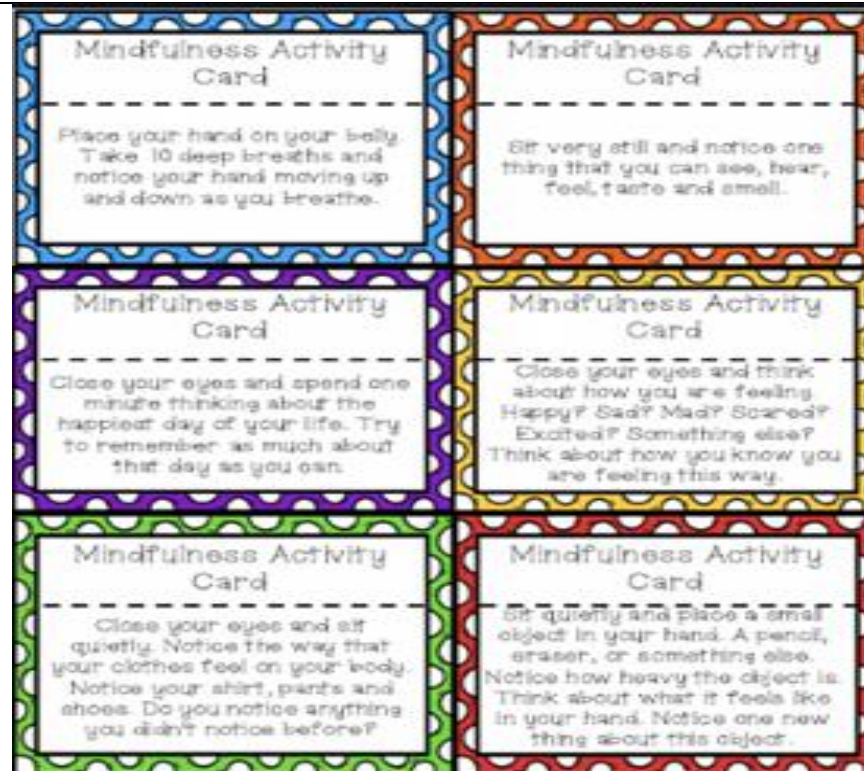 Mindfulness Activity
Card
Place your hand on your belly.
Take 10 deep breaths and
notice your hand moving up
and down as you breathe.
Mindfulness Activity
Card
Sit very still and notice one
thing that you can see, hear,
feel, taste and smell.
Mindfulness Activity
Card
Close your eyes and spend one
minute thinking about the
happiest day of your life. Try
to remember as much about
that day as you can.
Mindfulness Activity
Card
Close your eyes and think
about how you are feeling
Happy? Sad? Mad? Scared?
Excited? Something else?
Think about how you know you
are feeling this way.
Mindfulness Activity
Card
Close your eyes and sit
quietly. Notice the way that
your clothes feel on your body.
Notice your shirt, pants and
shoes. Do you notice anything
you didn't notice before?
Mindfulness Activity
Card
Sit quietly and place a small
object in your hand. A pencil,
eraser, or something else.
Notice how heavy the object is.
Think about what it feels like
in your hand. Notice one new
thing about this object.